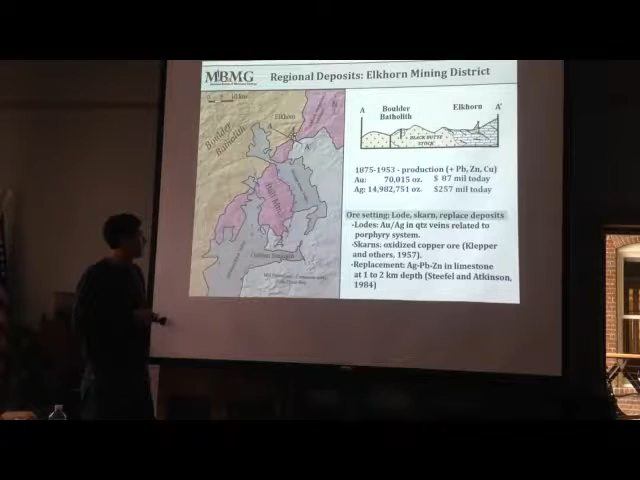 MBMG
Regional Deposits: Elkhorn Mining District
Elkhorn
A
A'
Boulder
Batholith
Bull Mtn
A Boulder Elkhorn A'
Batholith
BLACK BUTTE
STOCK
1875-1953 - production (+ Pb, Zn, Cu)
Au: 70,015 oz. $ 87 mil today
Ag: 14,982,751 oz. $257 mil today
Ore setting: Lode, skarn, replace deposits
-Lodes: Au/Ag in qtz veins related to
porphyry system.
-Skarns: oxidized copper ore (Klepper
and others, 1957).
-Replacement: Ag-Pb-Zn in limestone
at 1 to 2 km depth (Steefel and Atkinson,
1984)